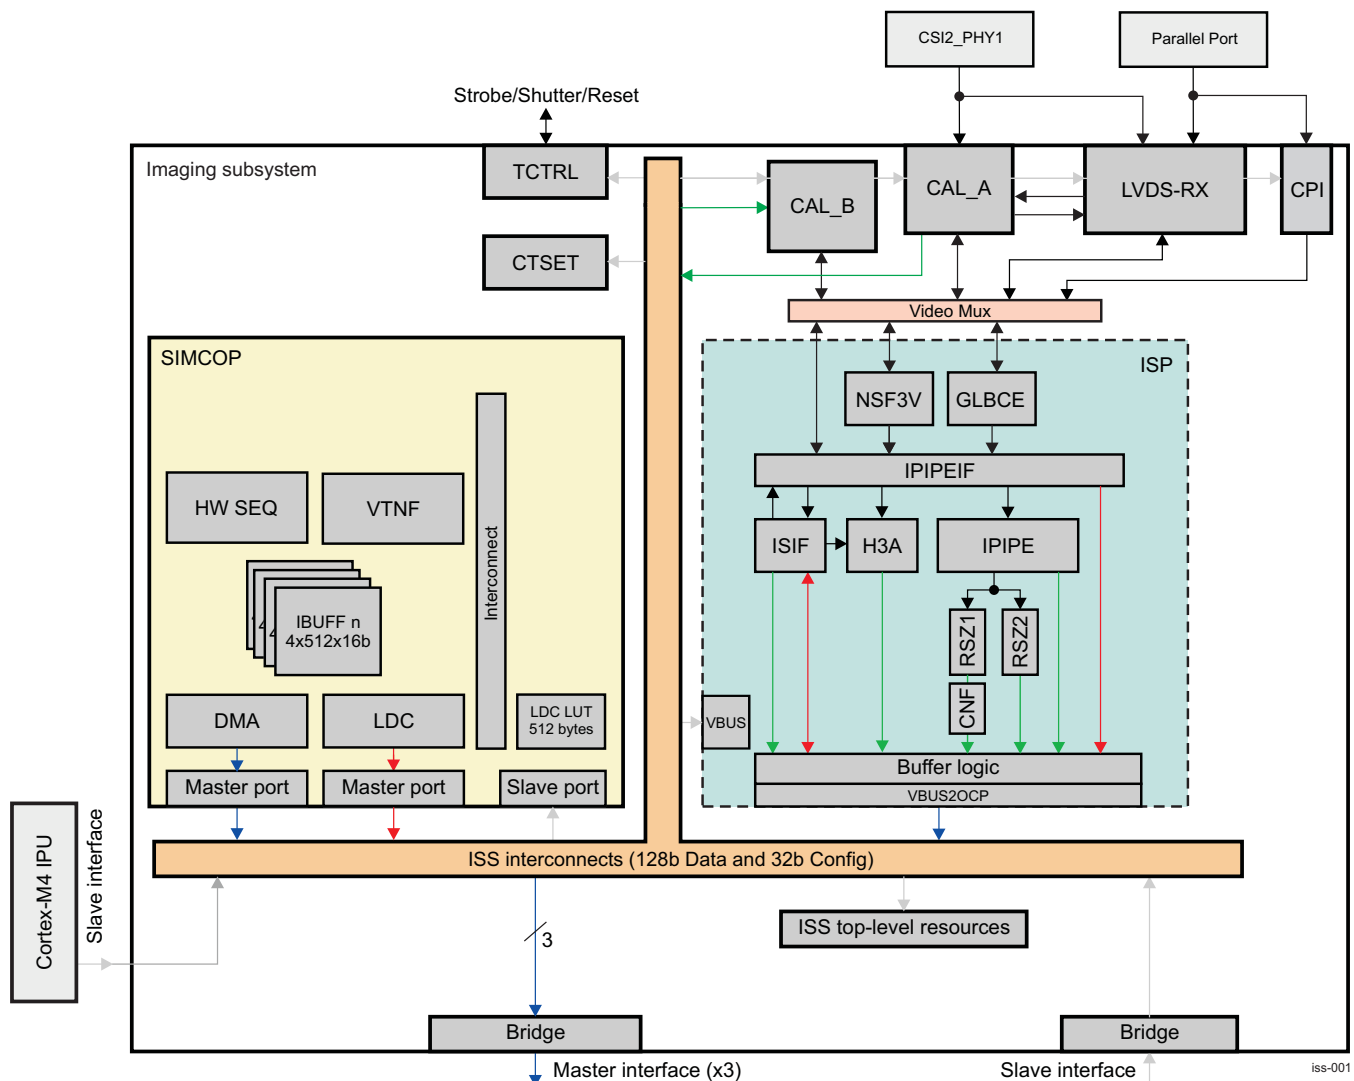 CSI2_PHY1
Parallel Port
Strobe/Shutter/Reset
Imaging subsystem
TCTRL
CAL_B
CAL_A
LVDS-RX
CPI
CTSET
Video Mux
SIMCOP
ISP
NSF3V
GLBCE
IPIPEIF
HW SEQ
VTNF
Interconnect
ISIF
H3A
IPIPE
IBUFF n
4x512x16b
RSZ1
RSZ2
CNF
DMA
LDC
LDC LUT
512 bytes
VBUS
Master port
Master port
Slave port
Buffer logic
VBUS2OCP
Cortex-M4 IPU
Slave interface
ISS interconnects (128b Data and 32b Config)
3
ISS top-level resources
Bridge
Bridge
Master interface (x3)
Slave interface
iss-001